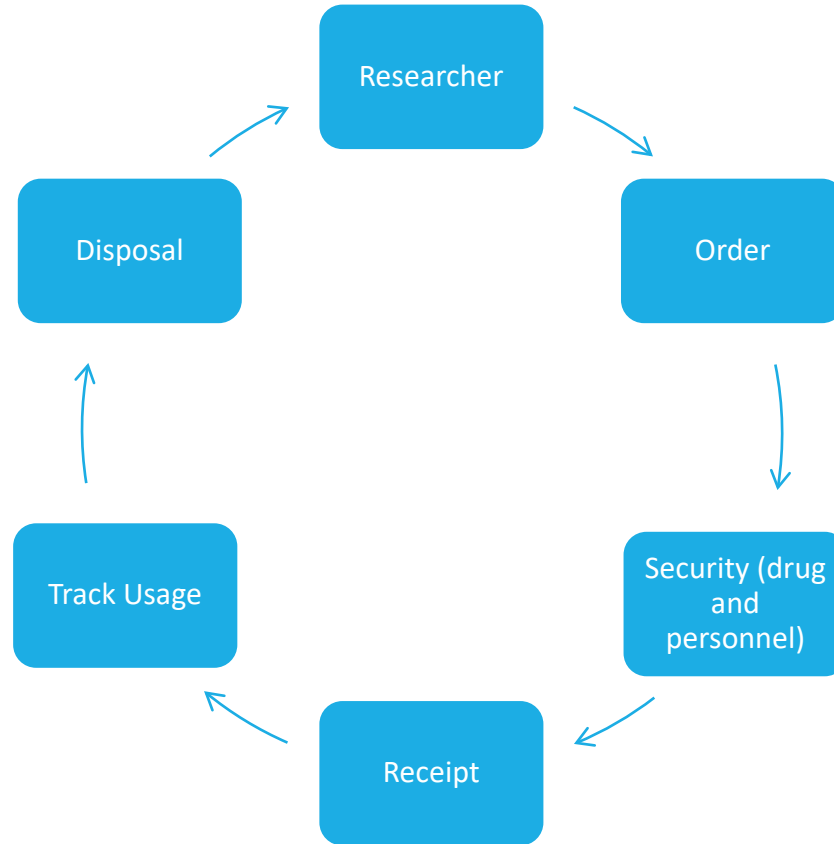 Researcher
Order
Security (drug
and
personnel)
Receipt
Track Usage
Disposal